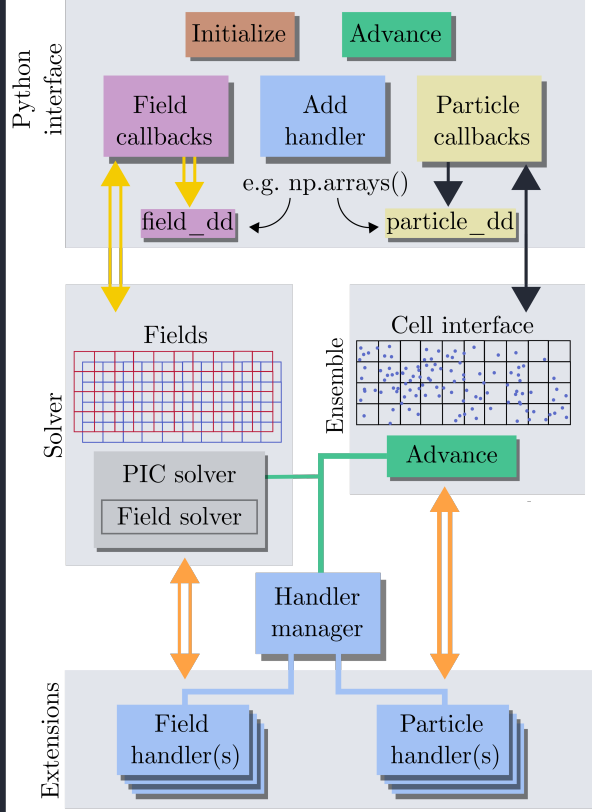 Python
interface
Initialize
Advance
Field
callbacks
Add
handler
Particle
callbacks
e.g. np.arrays()
field_dd
particle_dd
Solver
Fields
PIC solver
Field solver
Ensemble
Cell interface
Advance
Handler
manager
Extensions
Field
handler(s)
Particle
handler(s)